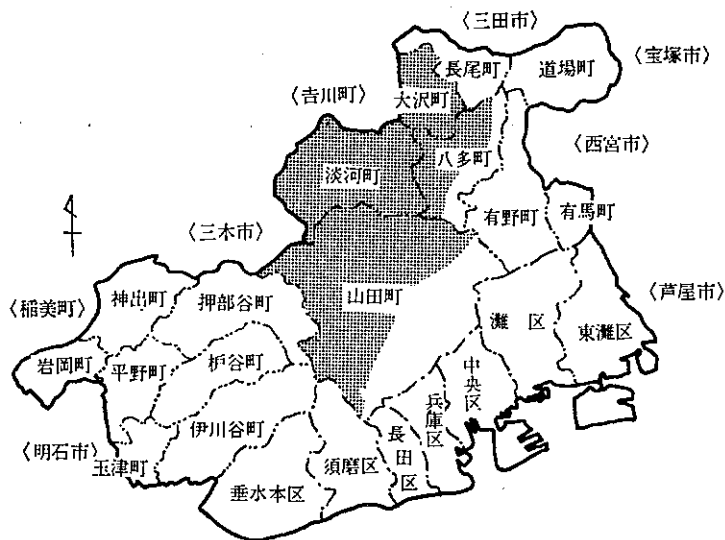 〈三田市〉
長尾町
道場町
〈宝塚市〉
〈吉川町〉
大沢町
八多町
〈西宮市〉
淡河町
有野町
有馬町
〈三木市〉
神出町
押部谷町
山田町
〈稲美町〉
灘区
東灘区
〈芦屋市〉
岩岡町
平野町
枦谷町
中央区
兵庫区
伊川谷町
〈明石市〉
玉津町
長田区
須磨区
垂水本区